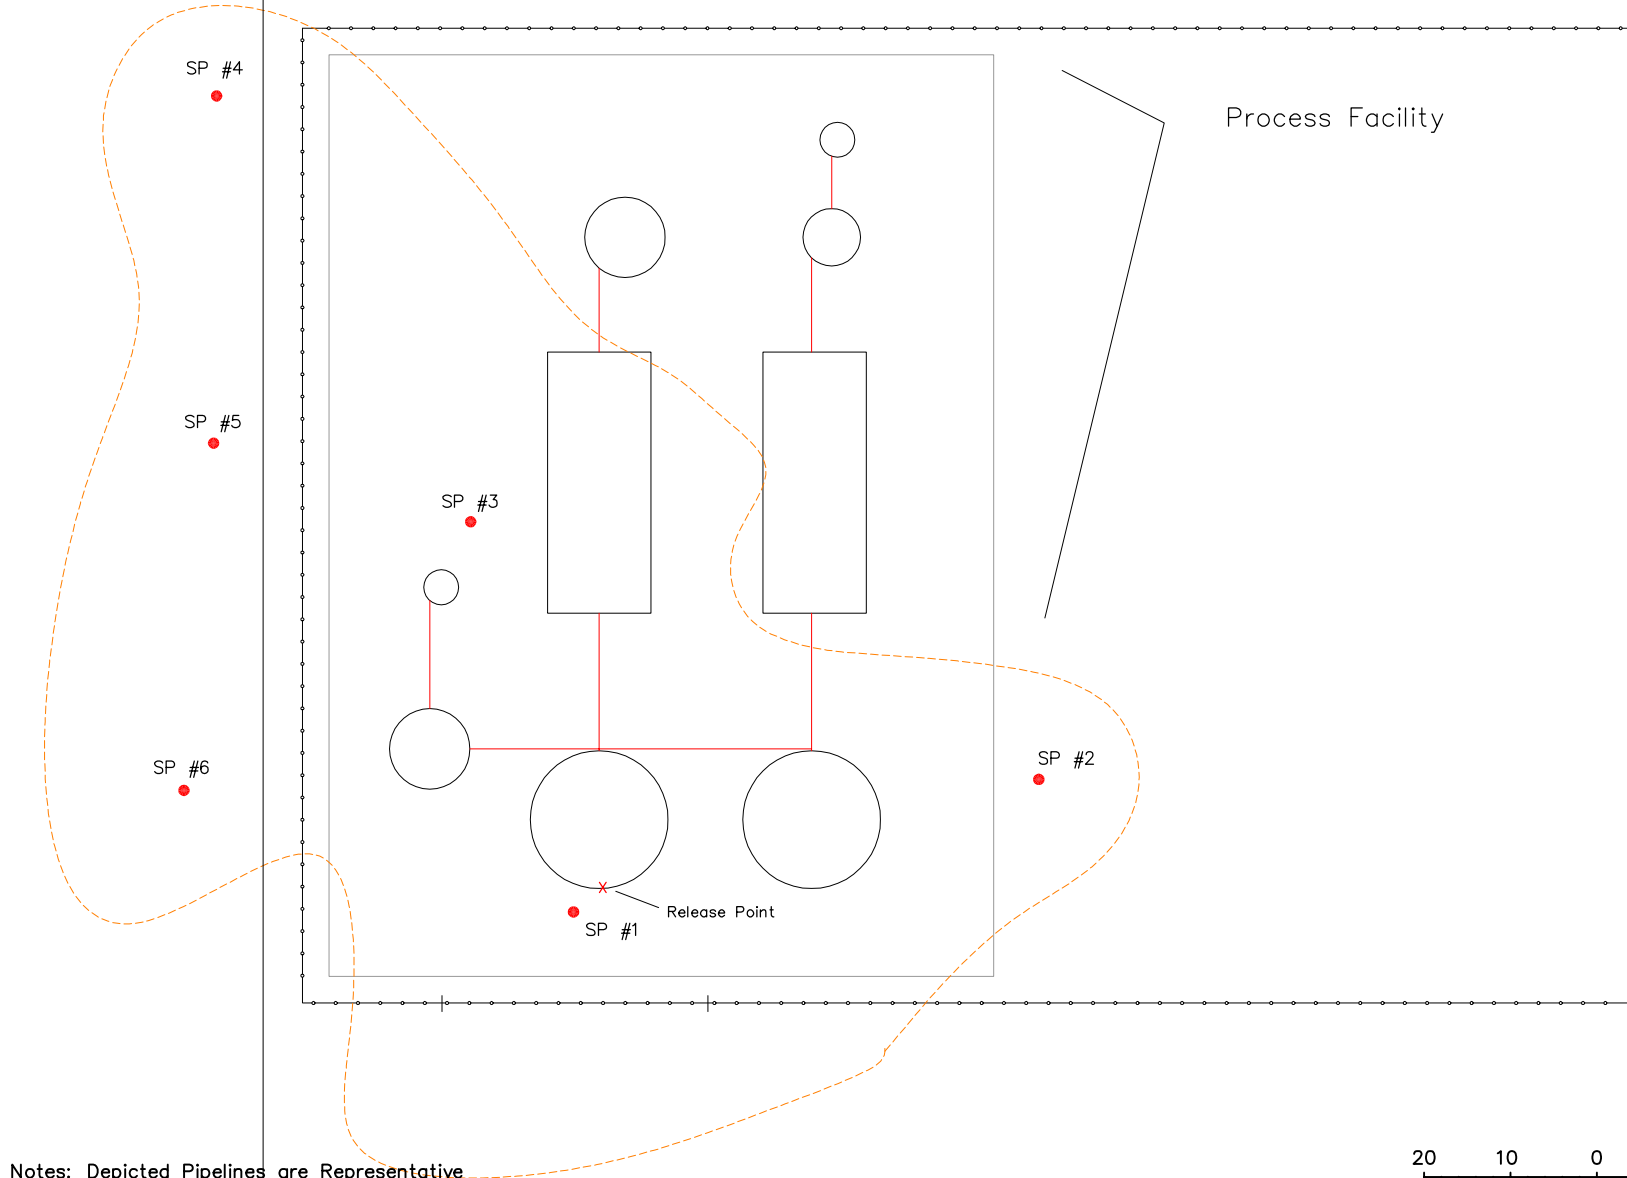 SP #4
Process Facility
SP #5
SP #3
SP #2
SP #6
Release Point
SP #1
X
20 10 0
Notes: Depicted Pipelines are Representative